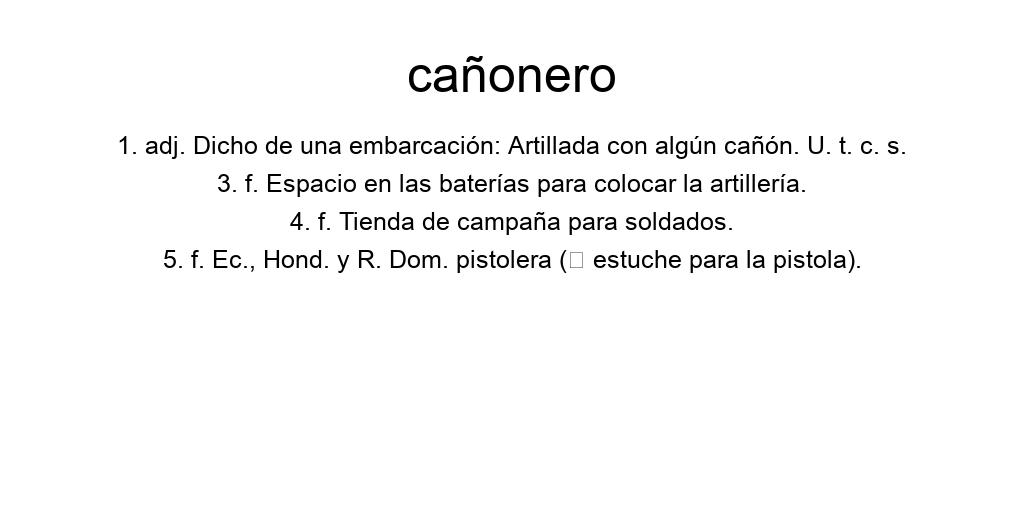 cañonero
1. adj. Dicho de una embarcación: Artillada con algún cañón. U. t. c. s.
3. f. Espacio en las baterías para colocar la artillería.
4. f. Tienda de campaña para soldados.
5. f. Ec., Hond. y R. Dom. pistolera (□ estuche para la pistola).